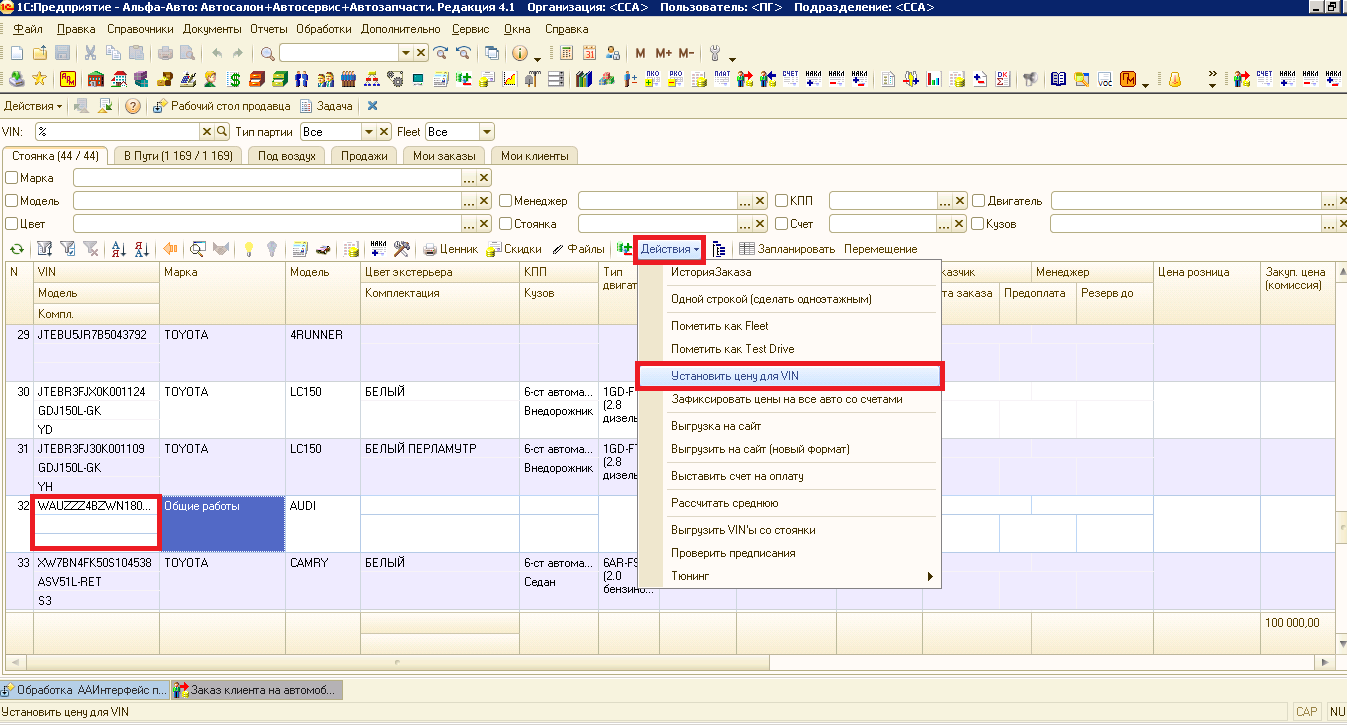 1С:Предприятие - Альфа-Авто: Автосалон+Автосервис+Автозапчасти. Редакция 4.1 Организация: <ССА> Пользователь: <ПГ> Подразделение: <ССА>
Файл Правка Справочники Документы Отчеты Обработки Дополнительно Сервис Окна Справка
M M+ M-
Действия Рабочий стол продавца Задача
VIN: % Тип партии Все Fleet Все
Стоянка (44 / 44) В Пути (1 169 / 1 169) Под воздух Продажи Мои заказы Мои клиенты
Марка
Модель Менеджер КПП Двигатель
Цвет Стоянка Счет Кузов
Ценник Скидки Файлы Действия Запланировать Перемещение
N VIN Марка Модель Цвет экстерьера КПП Тип двигат
Модель Комплектация Кузов
Компл.
казчик Менеджер Цена розница Закуп. цена (комиссия)
та заказа Предоплата Резерв до
29 JTEBU5JR7B5043792 TOYOTA 4RUNNER
30 JTEBR3FJX0K001124 TOYOTA LC150 БЕЛЫЙ 6-ст автома... 1GD-F
GDJ150L-GK Внедорожник (2.8
YD дизель
31 JTEBR3FJ30K001109 TOYOTA LC150 БЕЛЫЙ ПЕРЛАМУТР 6-ст автома... 1GD-FT
GDJ150L-GK Внедорожник (2.8
YH дизель
32 WAUZZZ4BZWN180... Общие работы AUDI
33 XW7BN4FK50S104538 TOYOTA CAMRY БЕЛЫЙ 6-ст автома... 6AR-FS
ASV51L-RET Седан (2.0
S3 бензино...
100 000,00
ИсторияЗаказа
Одной строкой (сделать одноэтажным)
Пометить как Fleet
Пометить как Test Drive
Установить цену для VIN
Зафиксировать цены на все авто со счетами
Выгрузка на сайт
Выгрузить на сайт (новый формат)
Выставить счет на оплату
Рассчитать среднюю
Выгрузить VIN'ы со стоянки
Проверить предписания
Тюнинг
Обработка ААИнтерфейс п... Заказ клиента на автомоб...
Установить цену для VIN CAP NU